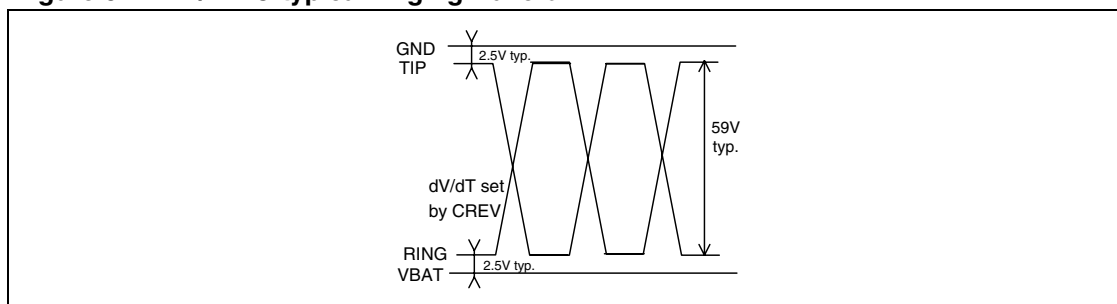 GND
2.5V typ.
TIP
59V
typ.
dV/dT set
by CREV
RING
2.5V typ.
VBAT